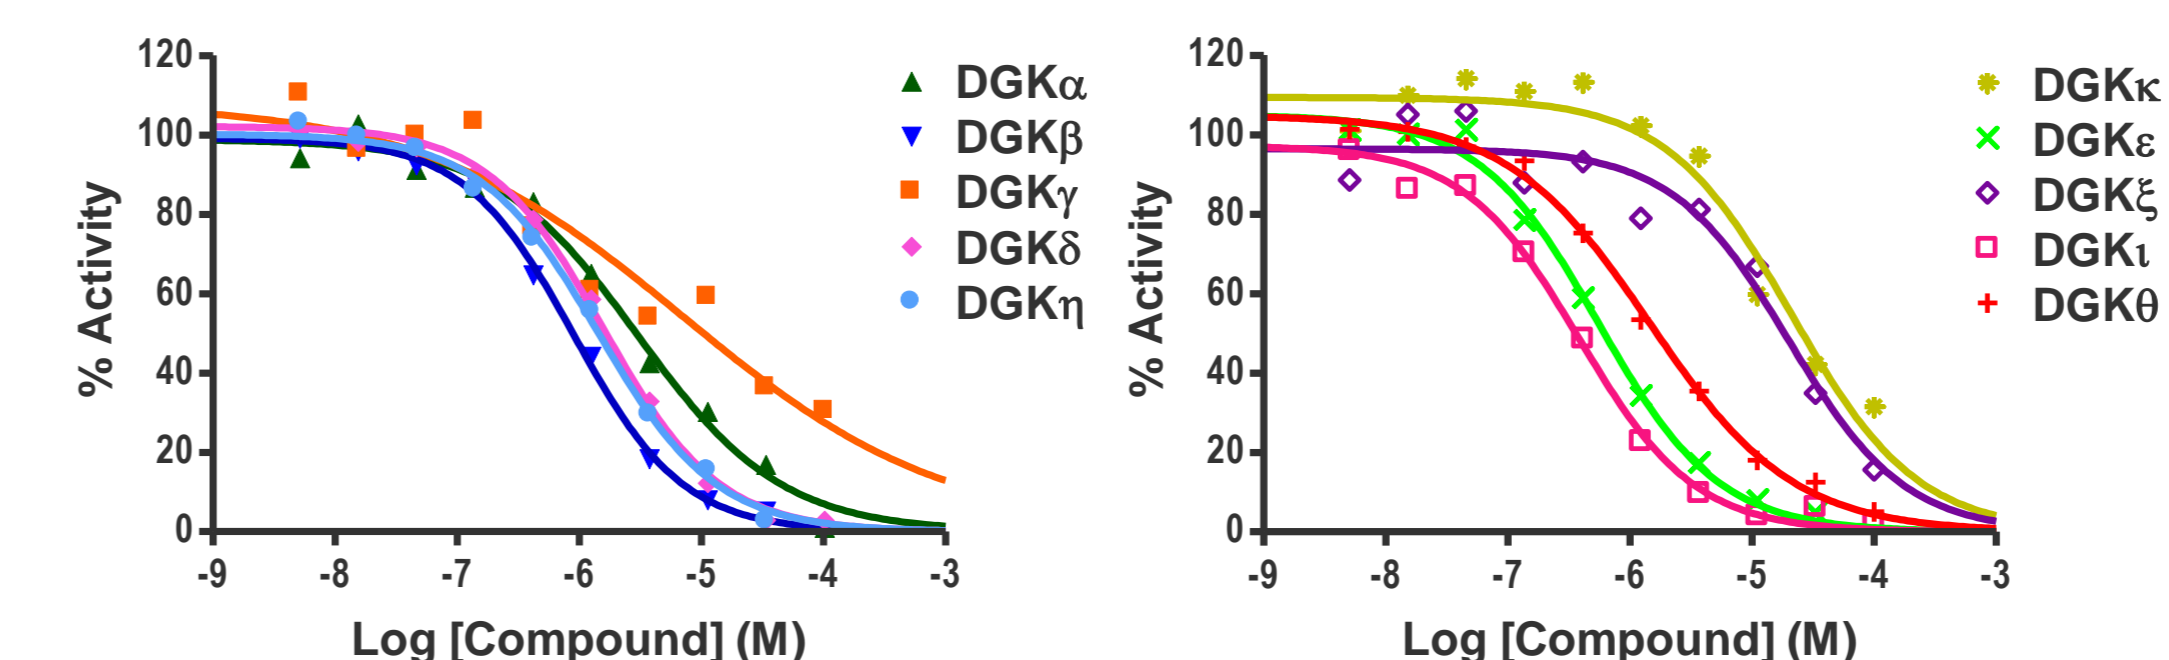 120
100
80
60
40
20
0
% Activity
-9 -8 -7 -6 -5 -4 -3
Log [Compound] (M)
DGKα
DGKβ
DGKγ
DGKδ
DGKη
120
100
80
60
40
20
0
% Activity
-9 -8 -7 -6 -5 -4 -3
Log [Compound] (M)
DGKκ
DGKε
DGKξ
DGKι
DGKθ